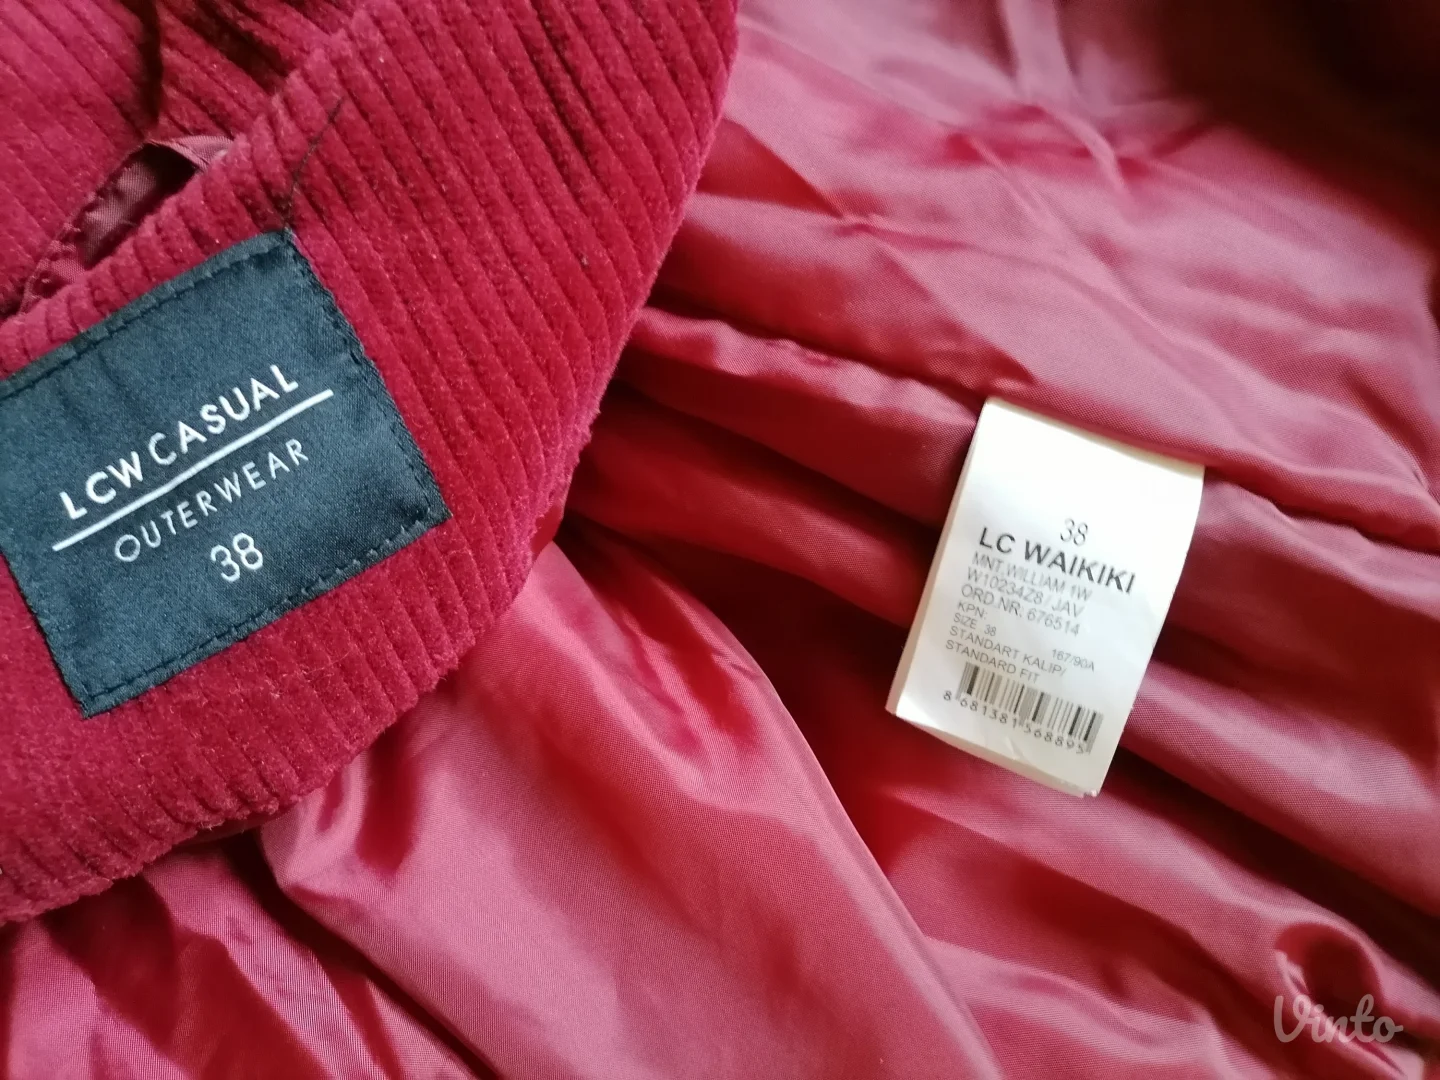 LCW CASUAL
OUTERWEAR
38
38
LC WAIKIKI
MNT.WILLIAM 1W
W10234Z8 / JAV
ORD.NR. 676514
KPN:
SIZE 38 167/90A
STANDART KALIP/
STANDARD FIT
8 681381 568895
Vinto